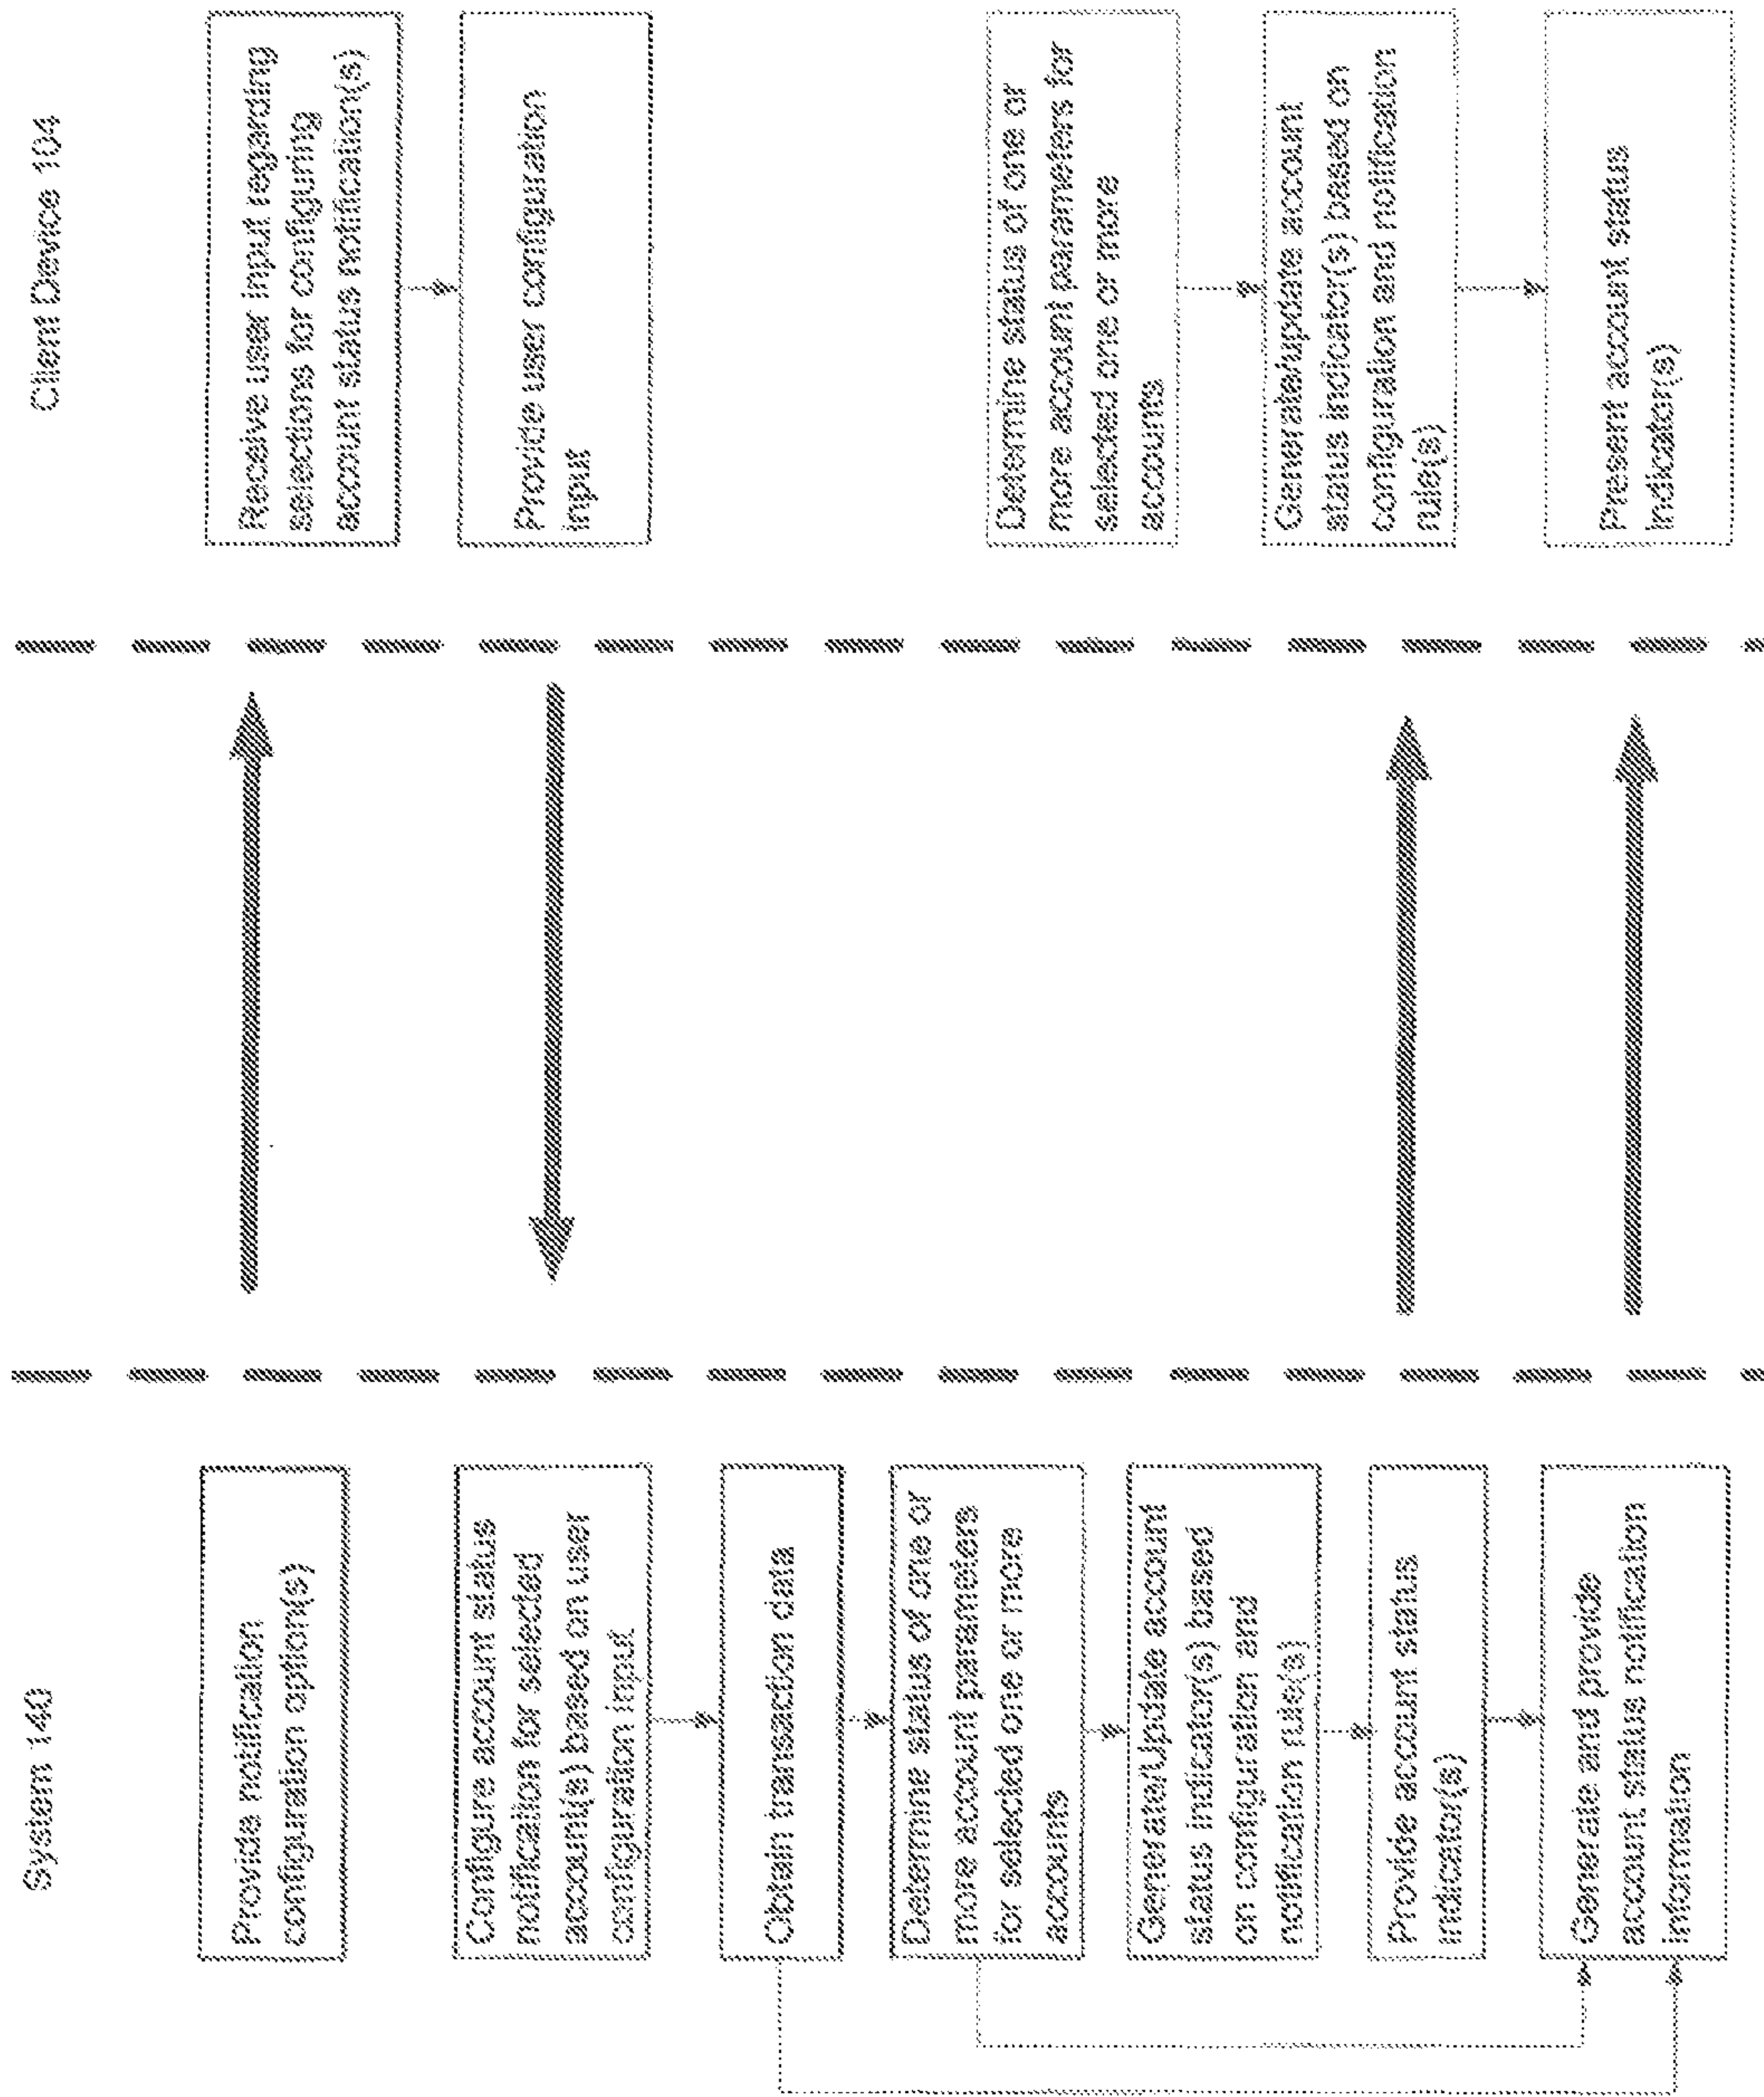 System 140
Provide notification
configuration option(s)
Configure account status
notification for selected
account(s) based on user
configuration input
Obtain transaction data
Determine status of one or
more account parameters
for selected one or more
accounts
Generate/Update account
status indicator(s) based
on configuration and
notification rule(s)
Provide account status
indicator(s)
Generate and provide
account status notification
information
Client Device 104
Receive user input regarding
selections for configuring
account status notification(s)
Provide user configuration
input
Determine status of one or
more account parameters for
selected one or more
accounts
Generate/update account
status indicator(s) based on
configuration and notification
rule(s)
Present account status
indicator(s)